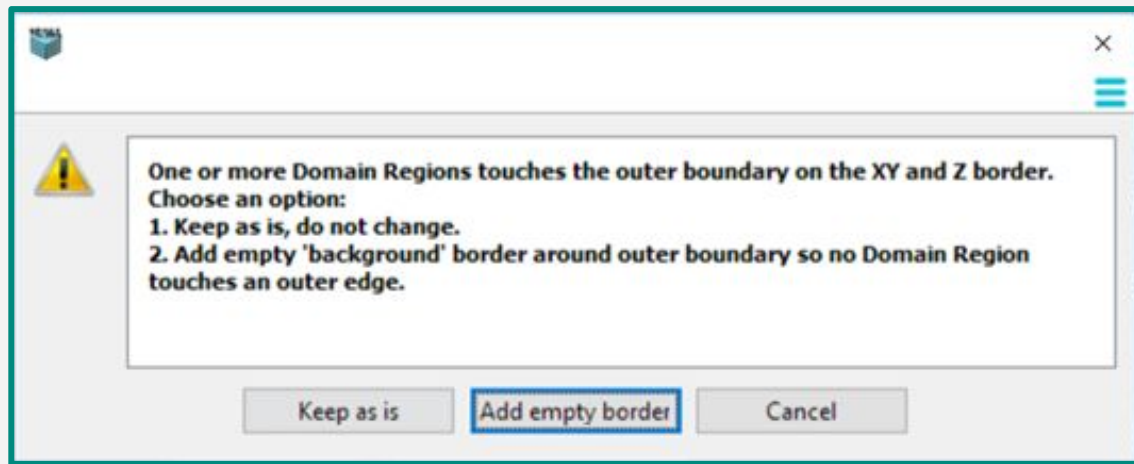 One or more Domain Regions touches the outer boundary on the XY and Z border.
Choose an option:
1. Keep as is, do not change.
2. Add empty 'background' border around outer boundary so no Domain Region
touches an outer edge.
Keep as is
Add empty border
Cancel